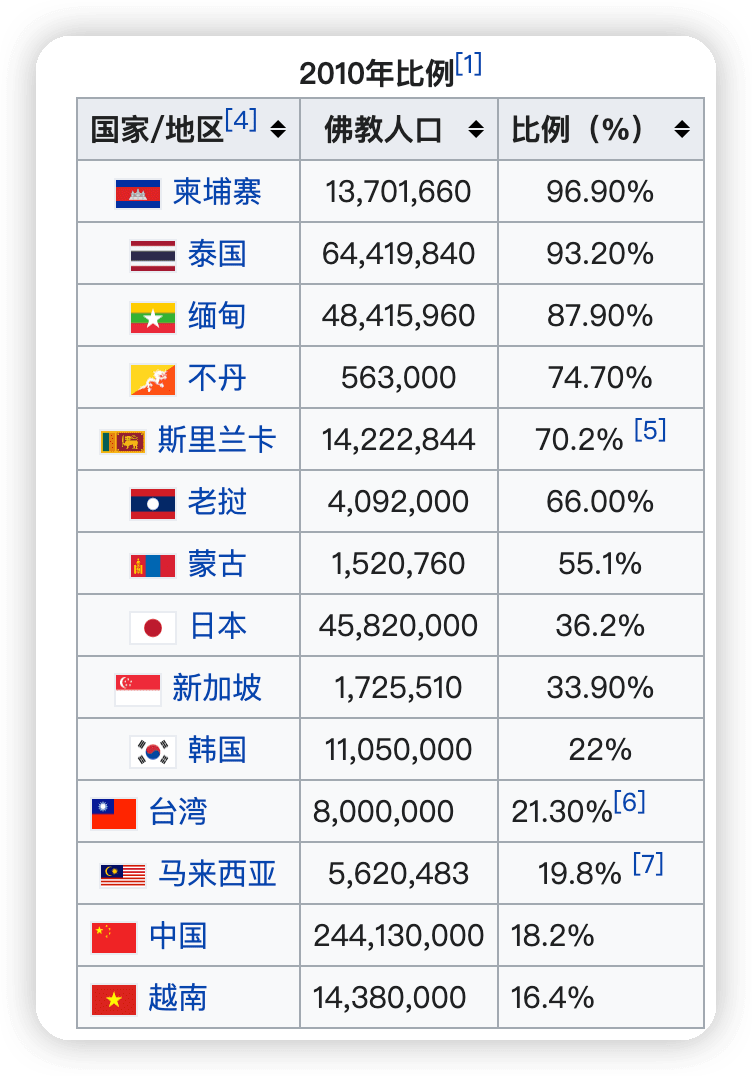 2010年比例[1]
国家/地区[4] 佛教人口 比例（%）
柬埔寨 13,701,660 96.90%
泰国 64,419,840 93.20%
缅甸 48,415,960 87.90%
不丹 563,000 74.70%
斯里兰卡 14,222,844 70.2% [5]
老挝 4,092,000 66.00%
蒙古 1,520,760 55.1%
日本 45,820,000 36.2%
新加坡 1,725,510 33.90%
韩国 11,050,000 22%
台湾 8,000,000 21.30%[6]
马来西亚 5,620,483 19.8% [7]
中国 244,130,000 18.2%
越南 14,380,000 16.4%